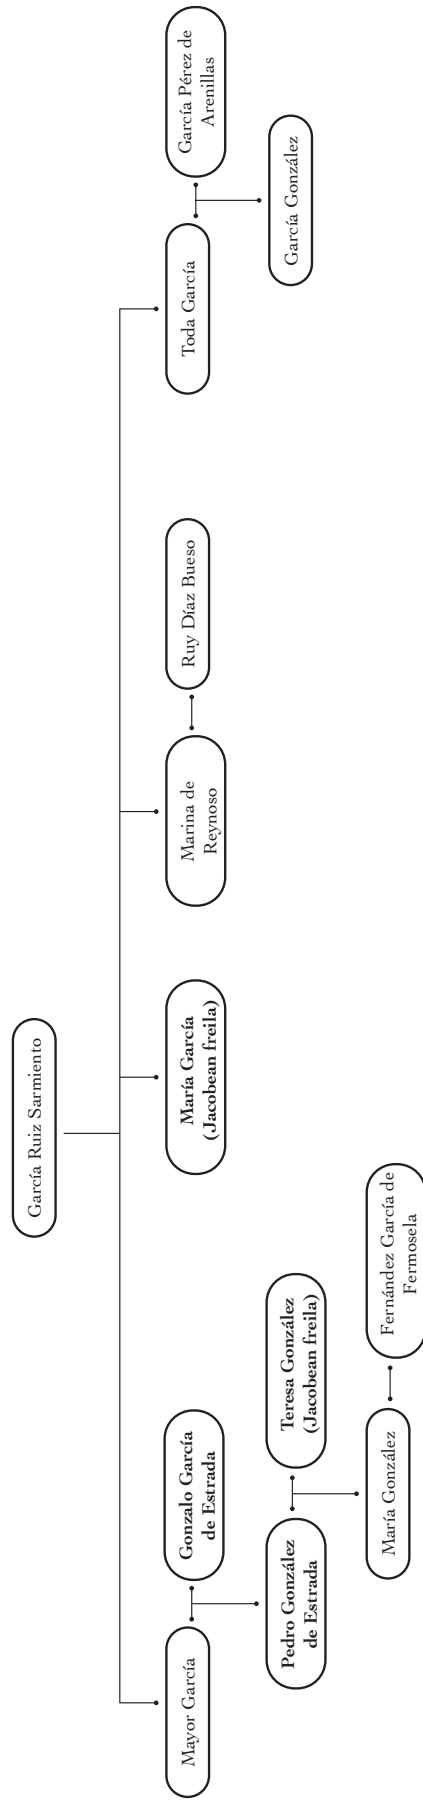 García Ruiz Sarmiento
Mayor García
Gonzalo García
de Estrada
María García
(Jacobean freila)
Marina de
Reynoso
Ruy Díaz Bueso
Toda García
García Pérez de
Arenillas
Pedro González
de Estrada
Teresa González
(Jacobean freila)
García González
María González
Fernández García de
Fermosela